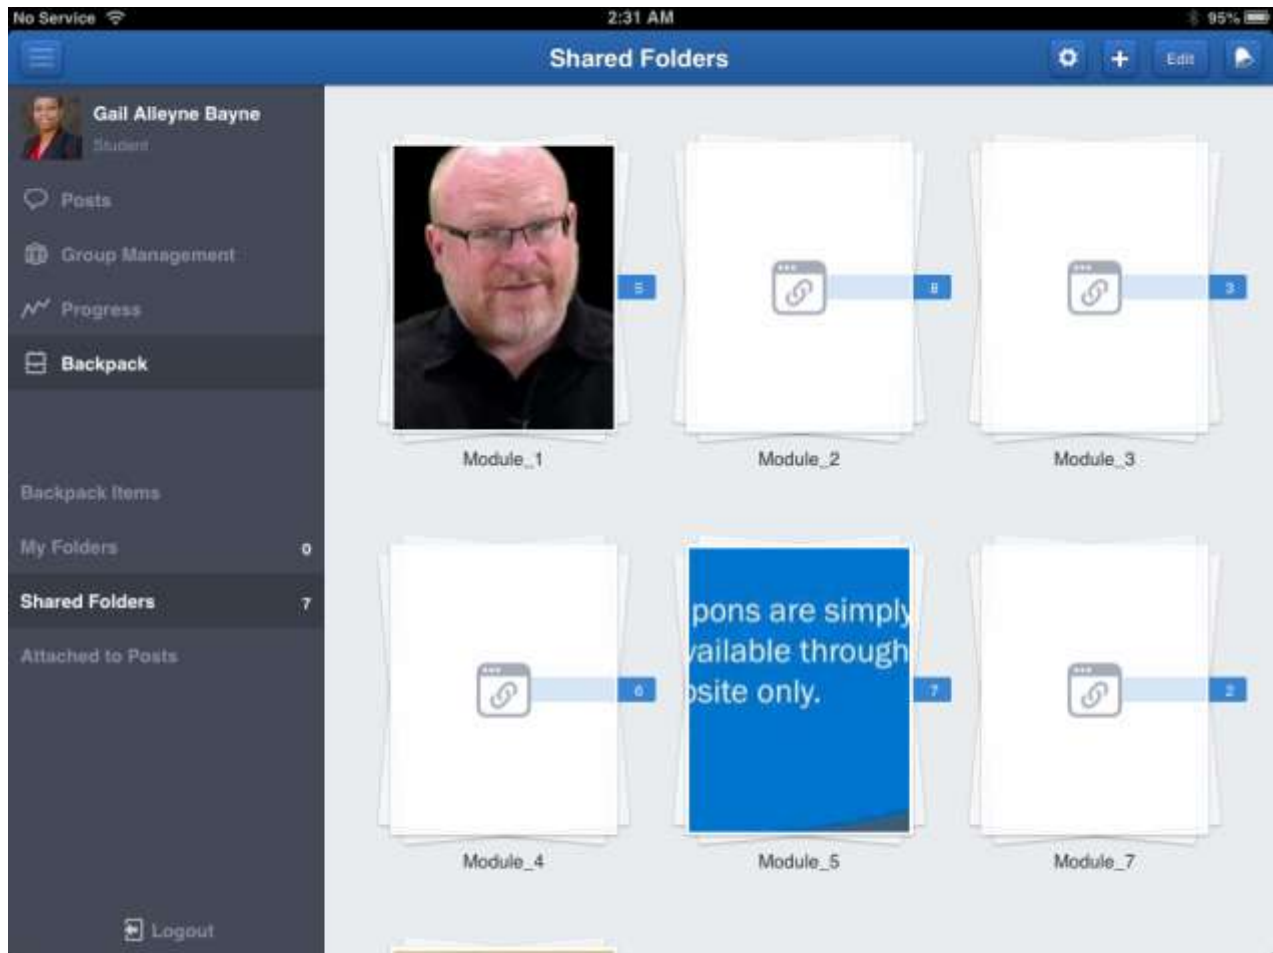 No Service
2:31 AM
95%
Shared Folders
Edit
Gail Alleyne Bayne
Student
Posts
Group Management
Progress
Backpack
Backpack Items
My Folders 0
Shared Folders 7
Attached to Posts
Logout
5
8
3
Module_1
Module_2
Module_3
pons are simply
vailable through
osite only.
6
7
2
Module_4
Module_5
Module_7